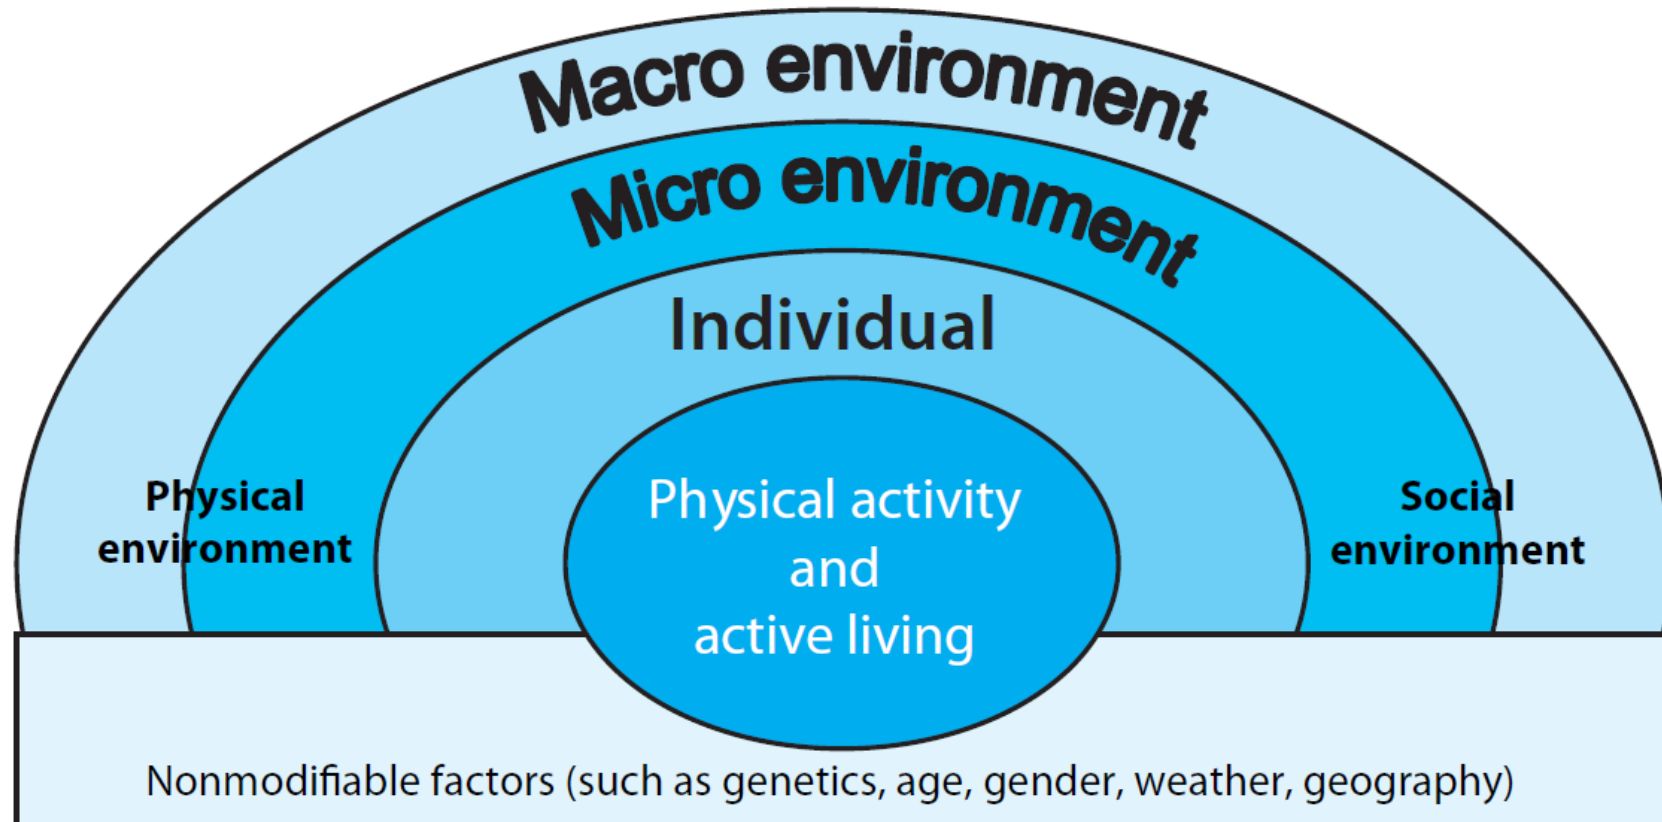 Macro environment
Micro environment
Individual
Physical
environment
Physical activity
and
active living
Social
environment
Nonmodifiable factors (such as genetics, age, gender, weather, geography)